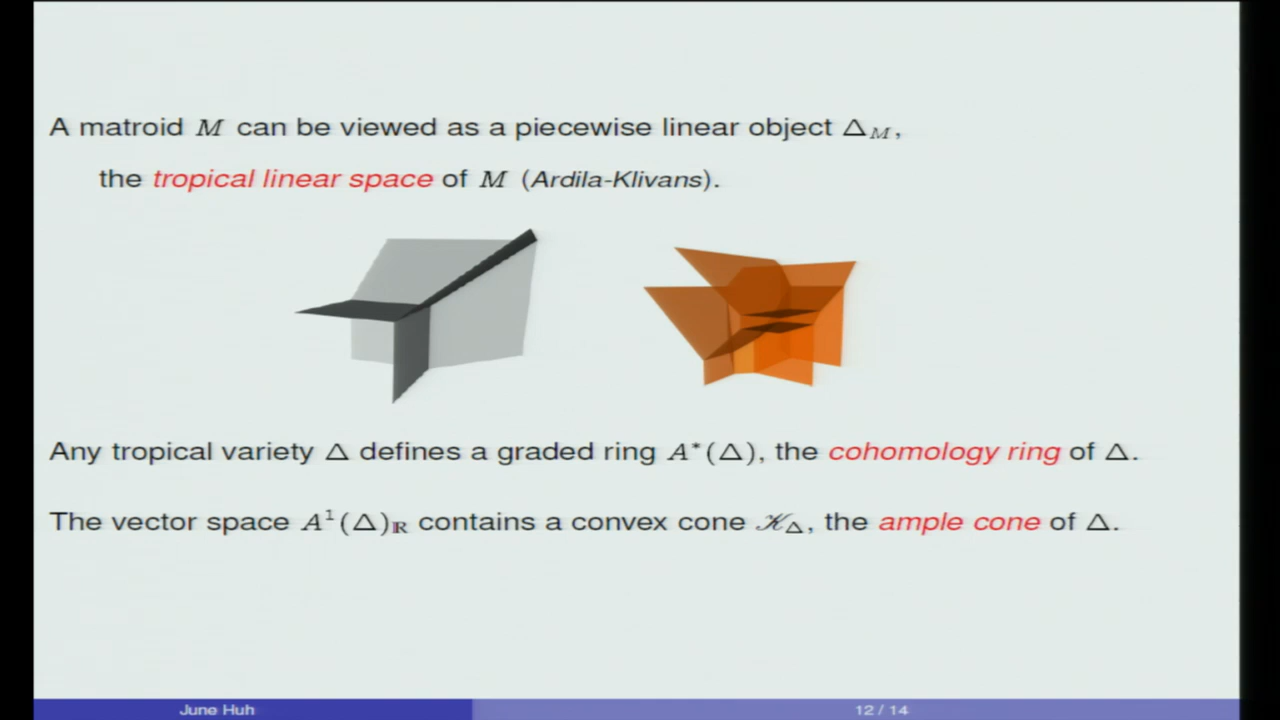 A matroid M can be viewed as a piecewise linear object Δ_M,
the tropical linear space of M (Ardila-Klivans).
Any tropical variety Δ defines a graded ring A*(Δ), the cohomology ring of Δ.
The vector space A¹(Δ)_ℝ contains a convex cone 𝒦_Δ, the ample cone of Δ.
June Huh 12 / 14